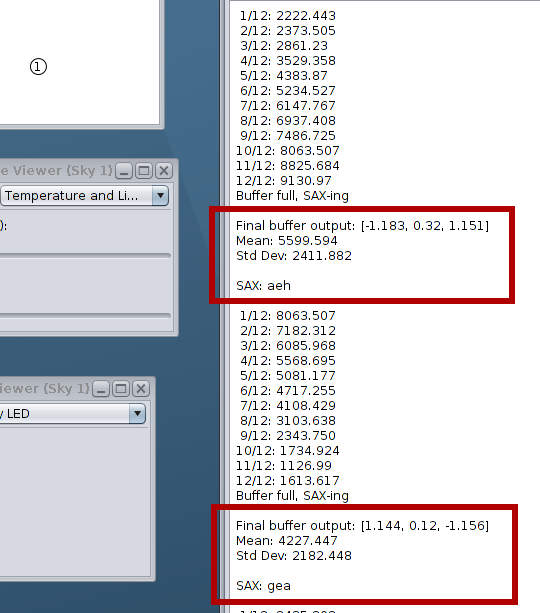 ①
e Viewer (Sky 1)
Temperature and Li...
):
iewer (Sky 1)
y LED
1/12: 2222.443
2/12: 2373.505
3/12: 2861.23
4/12: 3529.358
5/12: 4383.87
6/12: 5234.527
7/12: 6147.767
8/12: 6937.408
9/12: 7486.725
10/12: 8063.507
11/12: 8825.684
12/12: 9130.97
Buffer full, SAX-ing
Final buffer output: [-1.183, 0.32, 1.151]
Mean: 5599.594
Std Dev: 2411.882
SAX: aeh
1/12: 8063.507
2/12: 7182.312
3/12: 6085.968
4/12: 5568.695
5/12: 5081.177
6/12: 4717.255
7/12: 4108.429
8/12: 3103.638
9/12: 2343.750
10/12: 1734.924
11/12: 1126.99
12/12: 1613.617
Buffer full, SAX-ing
Final buffer output: [1.144, 0.12, -1.156]
Mean: 4227.447
Std Dev: 2182.448
SAX: gea